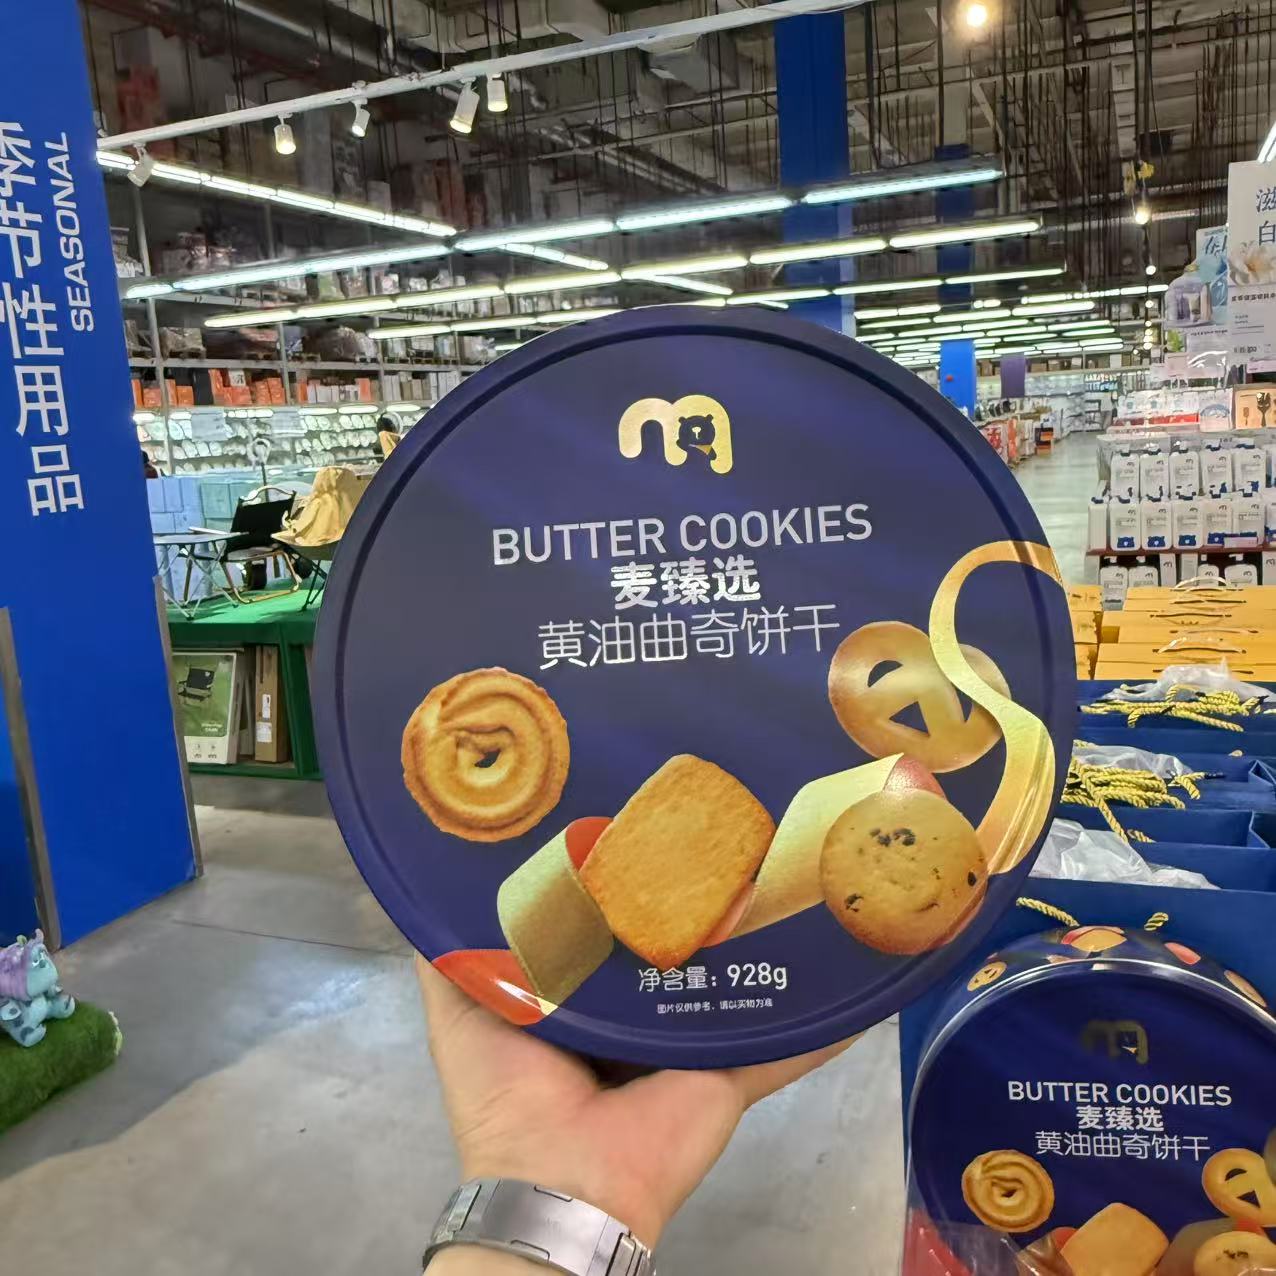 季节性用品
SEASONAL
BUTTER COOKIES
麦臻选
黄油曲奇饼干
净含量：928g
图片仅供参考，请以实物为准
BUTTER COOKIES
麦臻选
黄油曲奇饼干